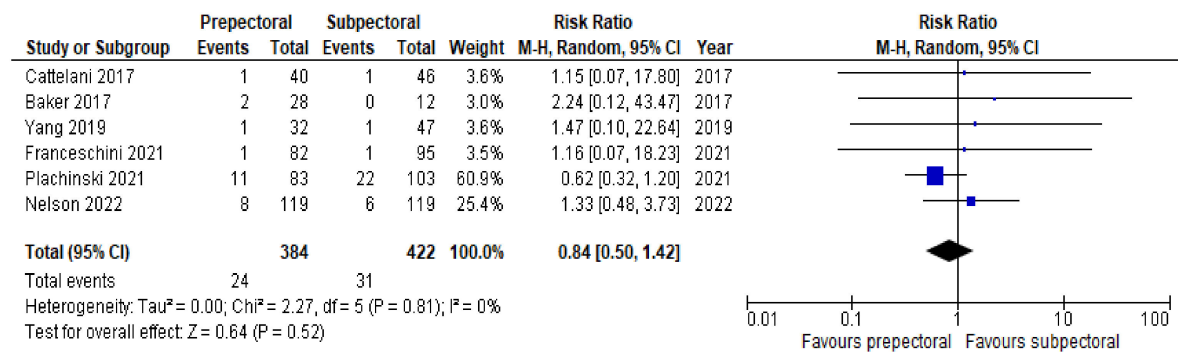 Prepectoral Subpectoral Risk Ratio Risk Ratio
Study or Subgroup Events Total Events Total Weight M-H, Random, 95% CI Year M-H, Random, 95% CI
Cattelani 2017 1 40 1 46 3.6% 1.15 [0.07, 17.80] 2017
Baker 2017 2 28 0 12 3.0% 2.24 [0.12, 43.47] 2017
Yang 2019 1 32 1 47 3.6% 1.47 [0.10, 22.64] 2019
Franceschini 2021 1 82 1 95 3.5% 1.16 [0.07, 18.23] 2021
Plachinski 2021 11 83 22 103 60.9% 0.62 [0.32, 1.20] 2021
Nelson 2022 8 119 6 119 25.4% 1.33 [0.48, 3.73] 2022
Total (95% CI) 384 422 100.0% 0.84 [0.50, 1.42]
Total events 24 31
Heterogeneity: Tau² = 0.00; Chi² = 2.27, df = 5 (P = 0.81); I² = 0%
Test for overall effect: Z = 0.64 (P = 0.52)
0.01 0.1 1 10 100
Favours prepectoral Favours subpectoral